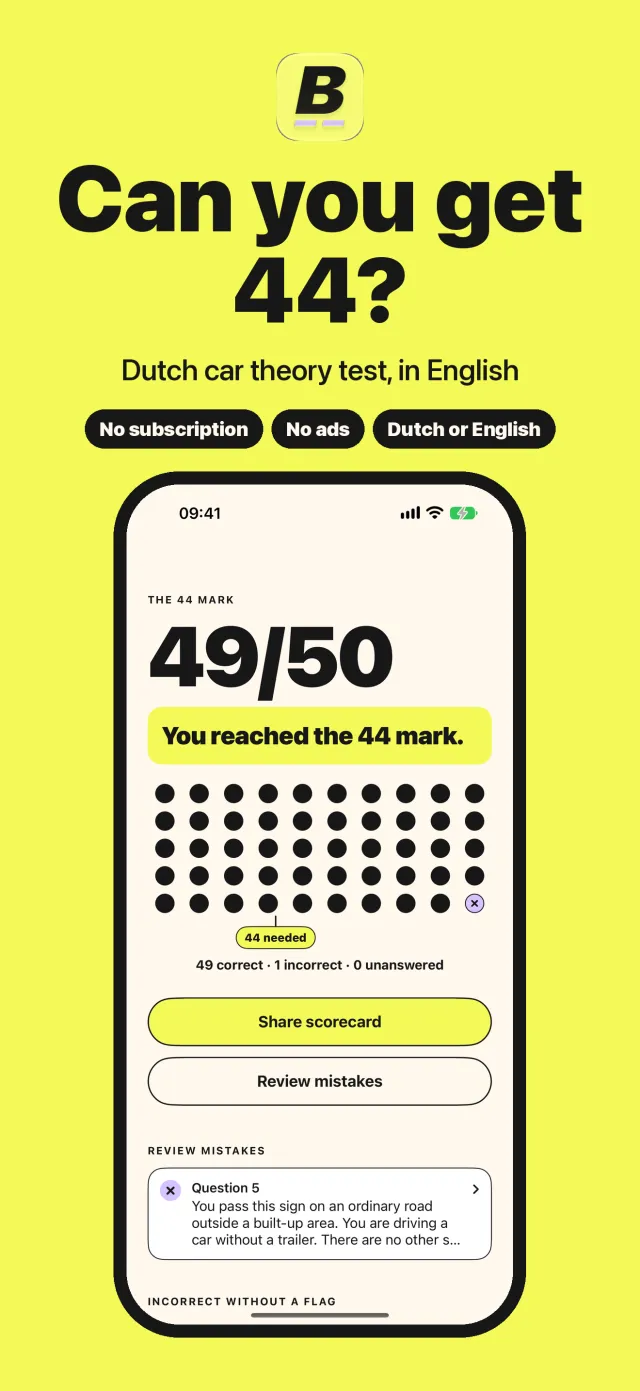 B
Can you get
44?
Dutch car theory test, in English
No subscription
No ads
Dutch or English
09:41
THE 44 MARK
49/50
You reached the 44 mark.
44 needed
49 correct · 1 incorrect · 0 unanswered
Share scorecard
Review mistakes
REVIEW MISTAKES
Question 5
You pass this sign on an ordinary road
outside a built-up area. You are driving a
car without a trailer. There are no other s...
INCORRECT WITHOUT A FLAG